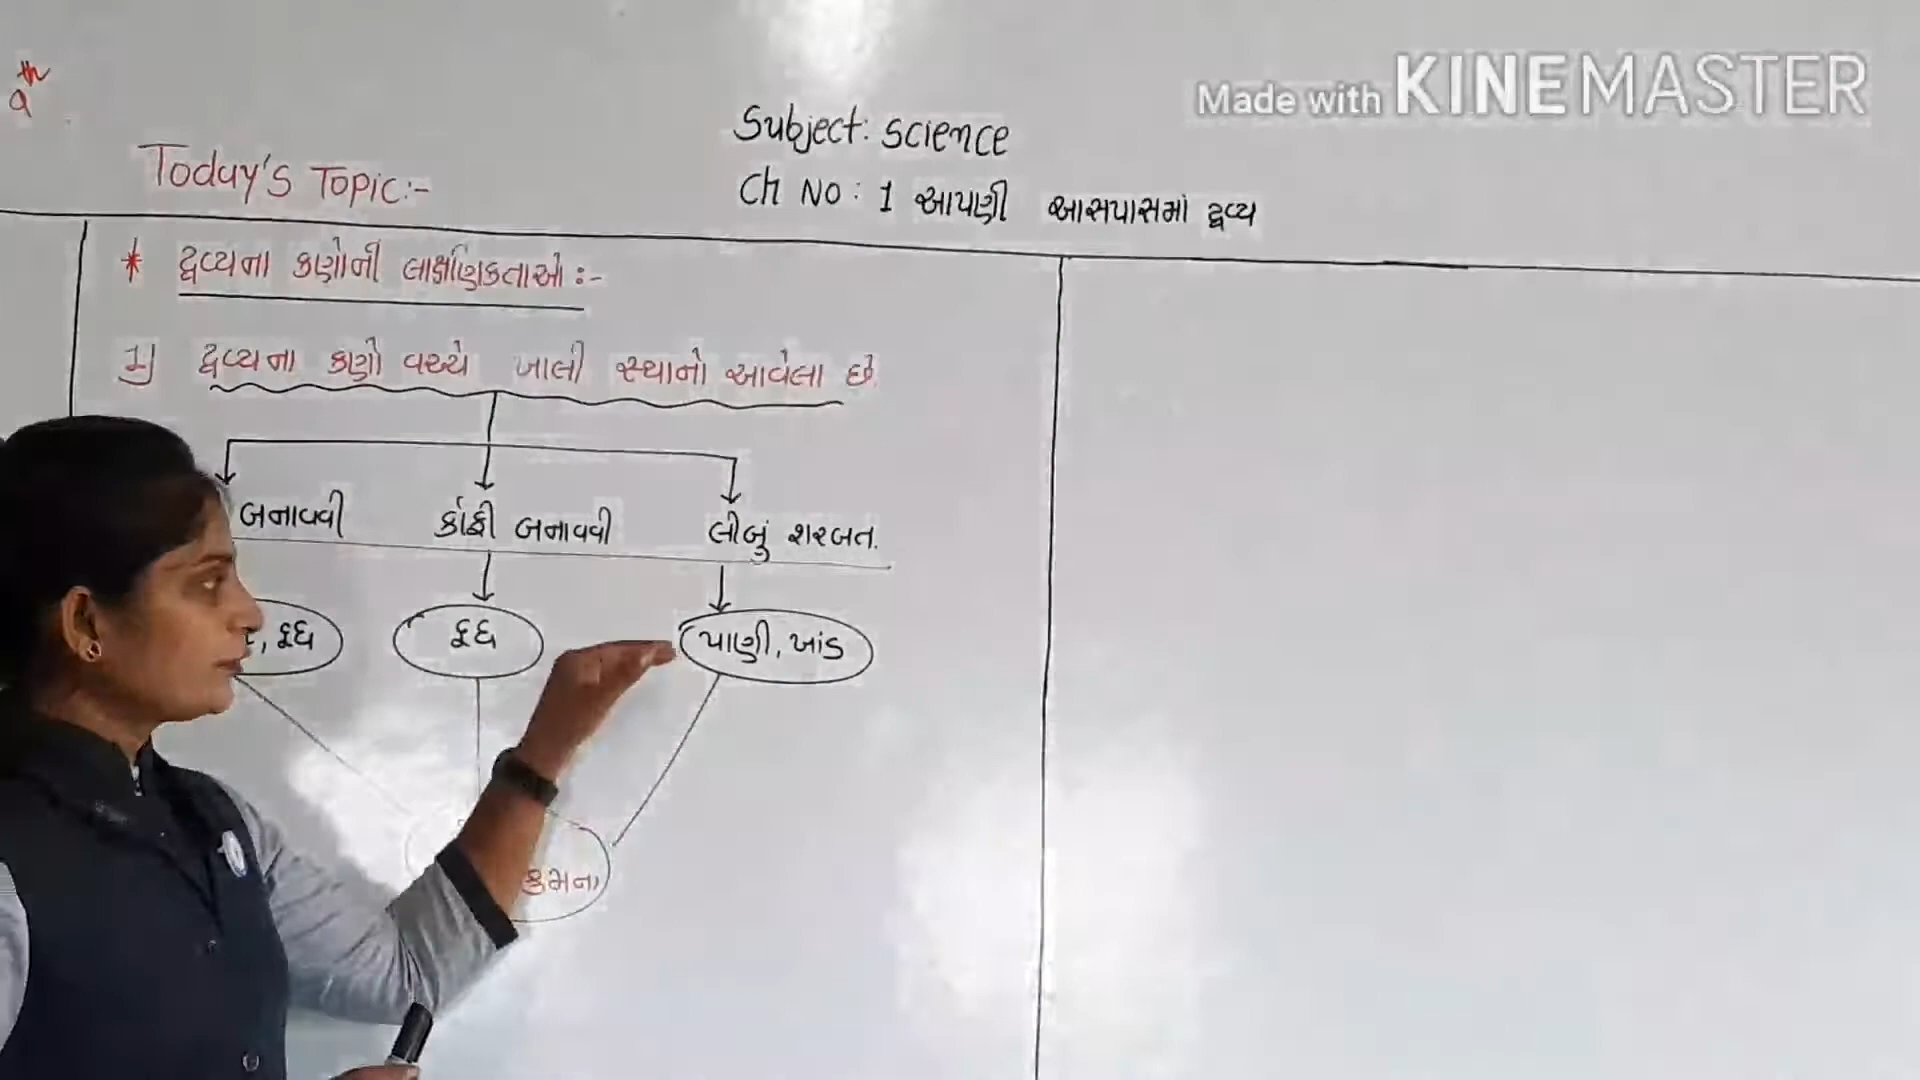 9th
Made with KINEMASTER
Subject: Science
Today's Topic:-
Ch No: 1 આપણી આસપાસમાં દ્રવ્ય
* દ્રવ્યના કણોની લાક્ષણિકતાઓ :-
1) દ્રવ્યના કણો વચ્ચે ખાલી સ્થાનો આવેલા છે.
બનાવવી કોફી બનાવવી લીબું શરબત.
, દૂધ દૂધ પાણી, ખાંડ